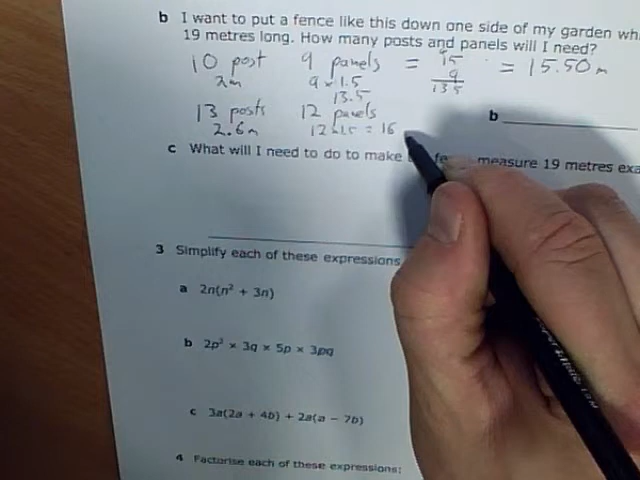 b I want to put a fence like this down one side of my garden
19 metres long. How many posts and panels will I need?
10 post 9 panels = 15 = 15.50m
2m 9 × 1.5 9
13.5 135
13 posts 12 panels
2.6m 12 × 1.5 = 16
b
c What will I need to do to make measure 19 metres
3 Simplify each of these expressions
a 2n(n² + 3n)
b 2p² × 3q × 5p × 3pq
c 3a(2a + 4b) + 2a(a − 7b)
4 Factorise each of these expressions: